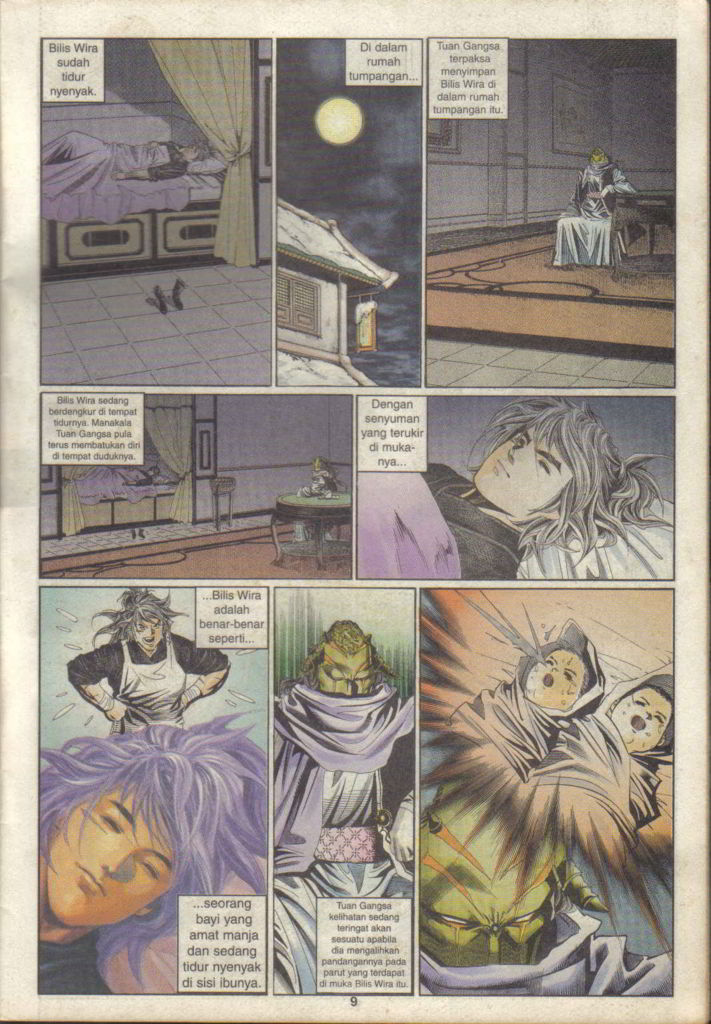 Bilis Wira
sudah
tidur
nyenyak.
Di dalam
rumah
tumpangan...
Tuan Gangsa
terpaksa
menyimpan
Bilis Wira di
dalam rumah
tumpangan itu.
Bilis Wira sedang
berdengkur di tempat
tidurnya. Manakala
Tuan Gangsa pula
terus membatukan diri
di tempat duduknya.
Dengan
senyuman
yang terukir
di muka-
nya...
...Bilis Wira
adalah
benar-benar
seperti...
...seorang
bayi yang
amat manja
dan sedang
tidur nyenyak
di sisi ibunya.
Tuan Gangsa
kelihatan sedang
teringat akan
sesuatu apabila
dia mengalihkan
pandangannya pada
parut yang terdapat
di muka Bilis Wira itu.
9